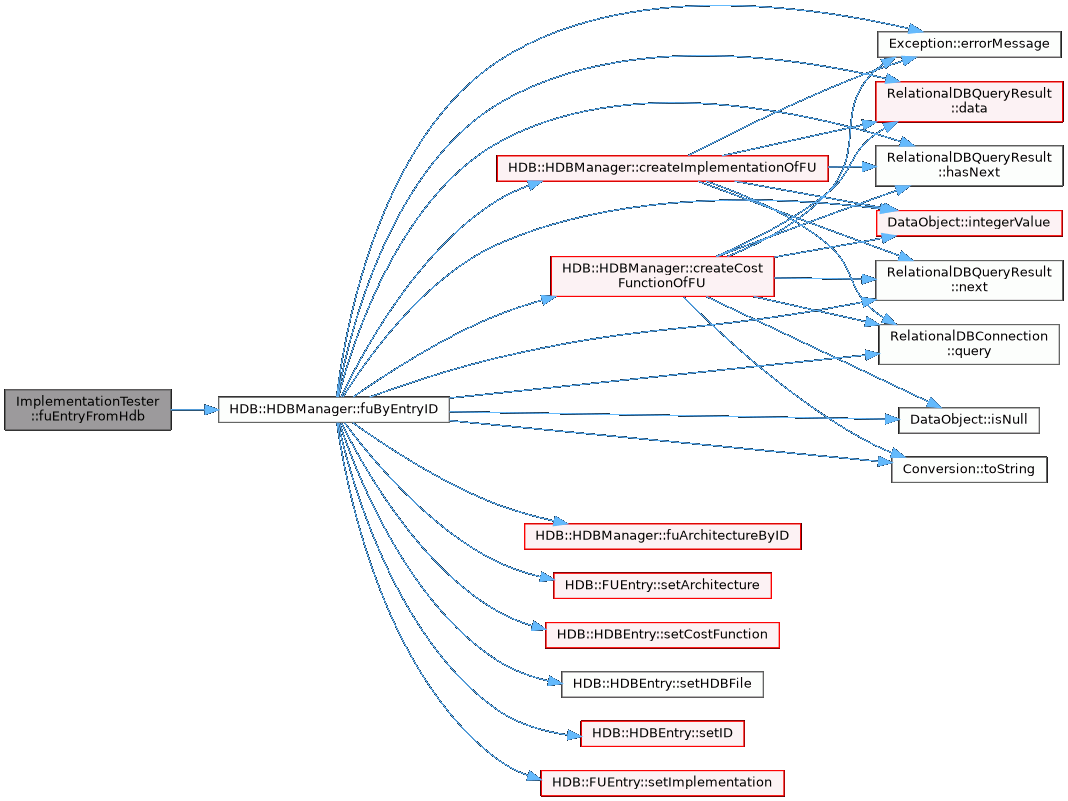 Exception::errorMessage
RelationalDBQueryResult
::data
RelationalDBQueryResult
::hasNext
HDB::HDBManager::createImplementationOfFU
DataObject::integerValue
HDB::HDBManager::createCost
FunctionOfFU
RelationalDBQueryResult
::next
RelationalDBConnection
::query
ImplementationTester
::fuEntryFromHdb
HDB::HDBManager::fuByEntryID
DataObject::isNull
Conversion::toString
HDB::HDBManager::fuArchitectureByID
HDB::FUEntry::setArchitecture
HDB::HDBEntry::setCostFunction
HDB::HDBEntry::setHDBFile
HDB::HDBEntry::setID
HDB::FUEntry::setImplementation